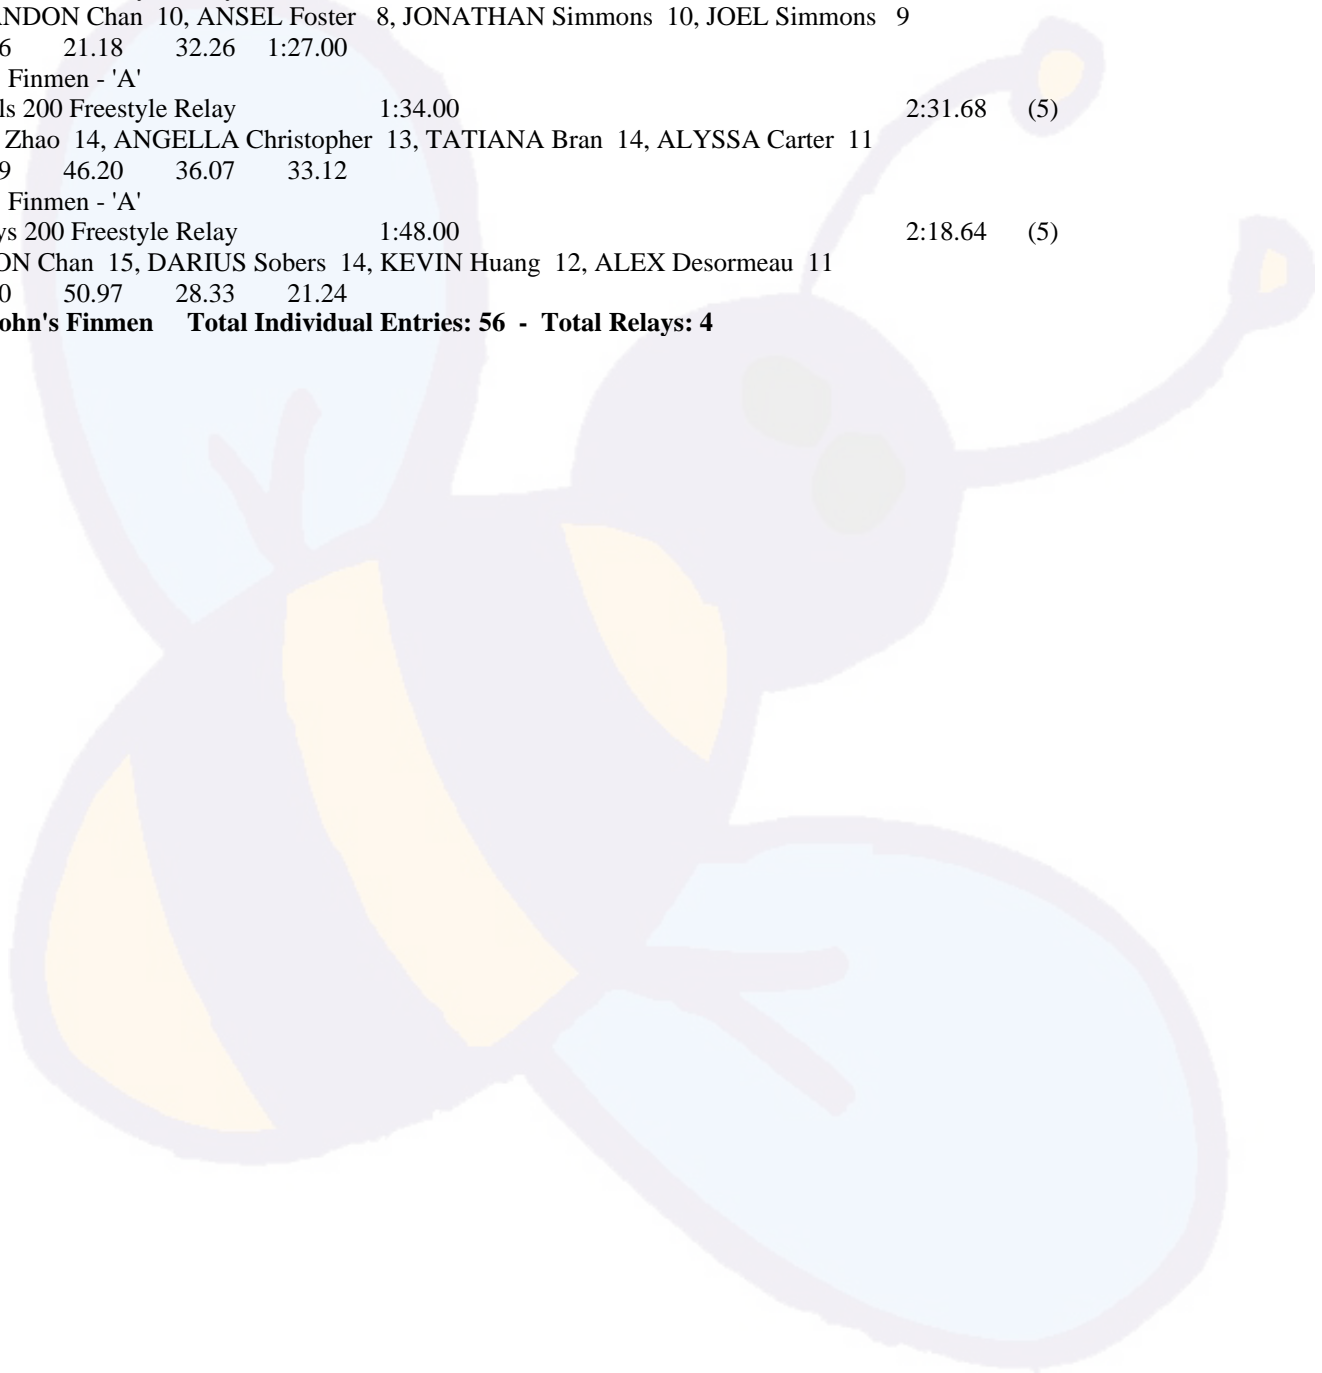 NDON Chan 10, ANSEL Foster 8, JONATHAN Simmons 10, JOEL Simmons 9
6 21.18 32.26 1:27.00
Finmen - 'A'
ls 200 Freestyle Relay 1:34.00 2:31.68 (5)
Zhao 14, ANGELLA Christopher 13, TATIANA Bran 14, ALYSSA Carter 11
9 46.20 36.07 33.12
Finmen - 'A'
ys 200 Freestyle Relay 1:48.00 2:18.64 (5)
ON Chan 15, DARIUS Sobers 14, KEVIN Huang 12, ALEX Desormeau 11
0 50.97 28.33 21.24
ohn's Finmen Total Individual Entries: 56 - Total Relays: 4